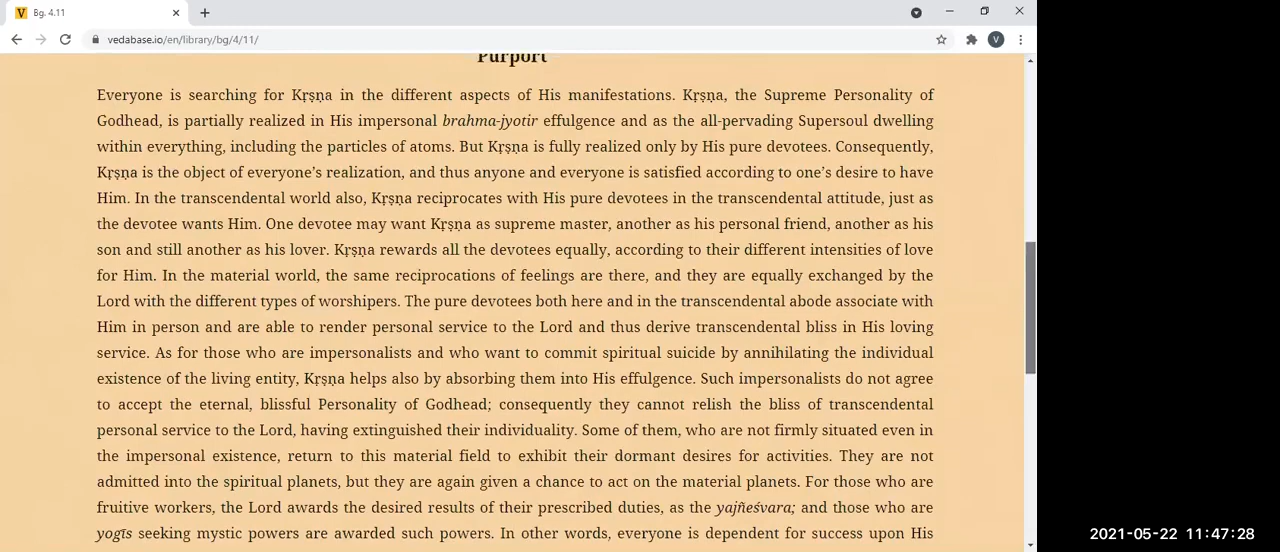 Bg. 4.11
vedabase.io/en/library/bg/4/11/
V
Purport
Everyone is searching for Kṛṣṇa in the different aspects of His manifestations. Kṛṣṇa, the Supreme Personality of
Godhead, is partially realized in His impersonal brahma-jyotir effulgence and as the all-pervading Supersoul dwelling
within everything, including the particles of atoms. But Kṛṣṇa is fully realized only by His pure devotees. Consequently,
Kṛṣṇa is the object of everyone’s realization, and thus anyone and everyone is satisfied according to one’s desire to have
Him. In the transcendental world also, Kṛṣṇa reciprocates with His pure devotees in the transcendental attitude, just as
the devotee wants Him. One devotee may want Kṛṣṇa as supreme master, another as his personal friend, another as his
son and still another as his lover. Kṛṣṇa rewards all the devotees equally, according to their different intensities of love
for Him. In the material world, the same reciprocations of feelings are there, and they are equally exchanged by the
Lord with the different types of worshipers. The pure devotees both here and in the transcendental abode associate with
Him in person and are able to render personal service to the Lord and thus derive transcendental bliss in His loving
service. As for those who are impersonalists and who want to commit spiritual suicide by annihilating the individual
existence of the living entity, Kṛṣṇa helps also by absorbing them into His effulgence. Such impersonalists do not agree
to accept the eternal, blissful Personality of Godhead; consequently they cannot relish the bliss of transcendental
personal service to the Lord, having extinguished their individuality. Some of them, who are not firmly situated even in
the impersonal existence, return to this material field to exhibit their dormant desires for activities. They are not
admitted into the spiritual planets, but they are again given a chance to act on the material planets. For those who are
fruitive workers, the Lord awards the desired results of their prescribed duties, as the yajñeśvara; and those who are
yogīs seeking mystic powers are awarded such powers. In other words, everyone is dependent for success upon His
2021-05-22 11:47:28